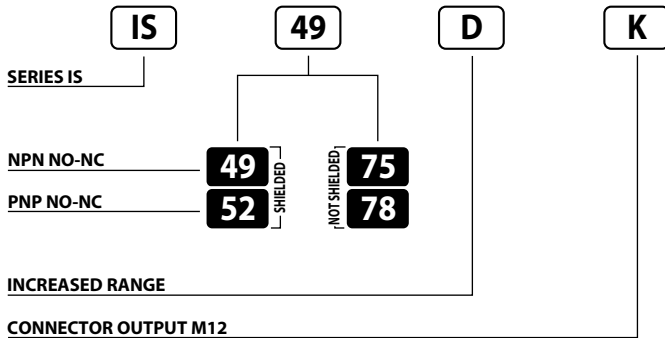 IS 49 D K
SERIES IS
NPN NO-NC 49 SHIELDED NOT SHIELDED 75
PNP NO-NC 52 78
INCREASED RANGE
CONNECTOR OUTPUT M12